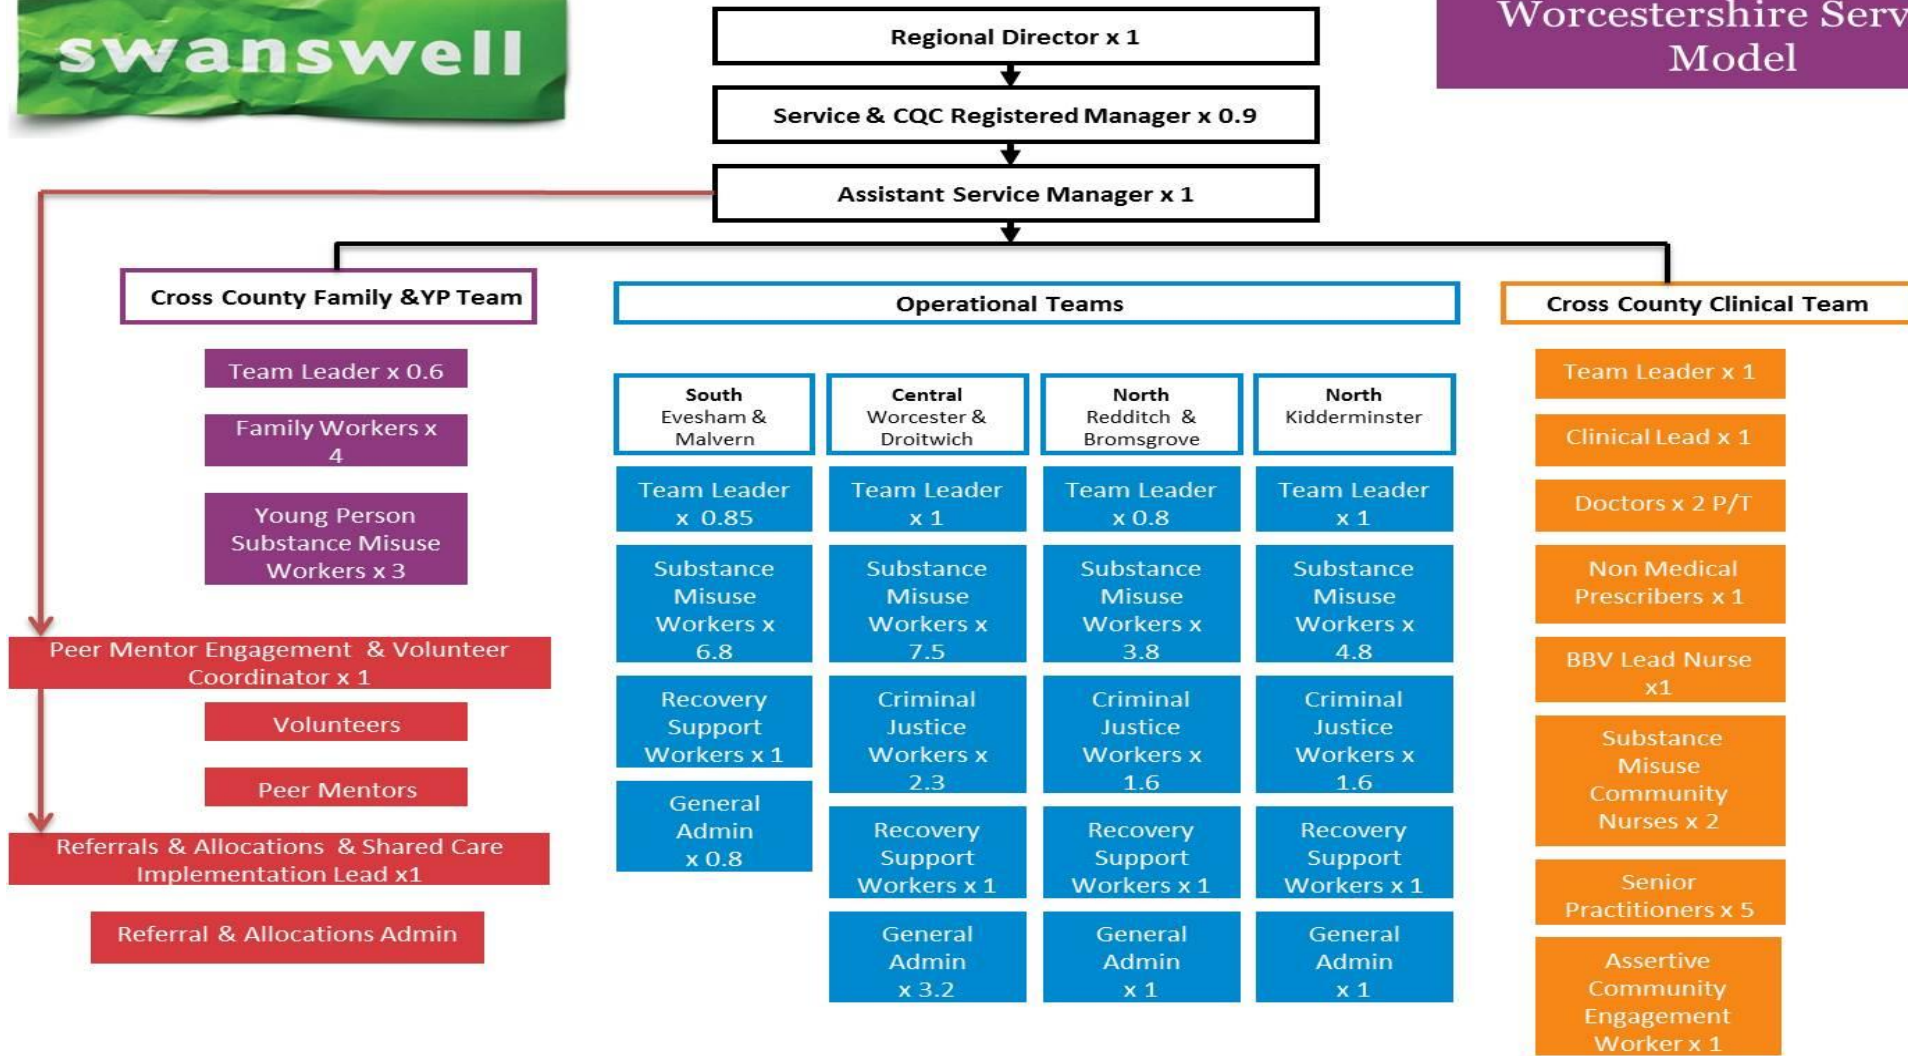 swanswell
Worcestershire Serv
Model
Regional Director x 1
Service & CQC Registered Manager x 0.9
Assistant Service Manager x 1
Cross County Family &YP Team
Team Leader x 0.6
Family Workers x
4
Young Person
Substance Misuse
Workers x 3
Peer Mentor Engagement & Volunteer
Coordinator x 1
Volunteers
Peer Mentors
Referrals & Allocations & Shared Care
Implementation Lead x1
Referral & Allocations Admin
Operational Teams
South
Evesham &
Malvern
Team Leader
x 0.85
Substance
Misuse
Workers x
6.8
Recovery
Support
Workers x 1
General
Admin
x 0.8
Central
Worcester &
Droitwich
Team Leader
x 1
Substance
Misuse
Workers x
7.5
Criminal
Justice
Workers x
2.3
Recovery
Support
Workers x 1
General
Admin
x 3.2
North
Redditch &
Bromsgrove
Team Leader
x 0.8
Substance
Misuse
Workers x
3.8
Criminal
Justice
Workers x
1.6
Recovery
Support
Workers x 1
General
Admin
x 1
North
Kidderminster
Team Leader
x 1
Substance
Misuse
Workers x
4.8
Criminal
Justice
Workers x
1.6
Recovery
Support
Workers x 1
General
Admin
x 1
Cross County Clinical Team
Team Leader x 1
Clinical Lead x 1
Doctors x 2 P/T
Non Medical
Prescribers x 1
BBV Lead Nurse
x1
Substance
Misuse
Community
Nurses x 2
Senior
Practitioners x 5
Assertive
Community
Engagement
Worker x 1